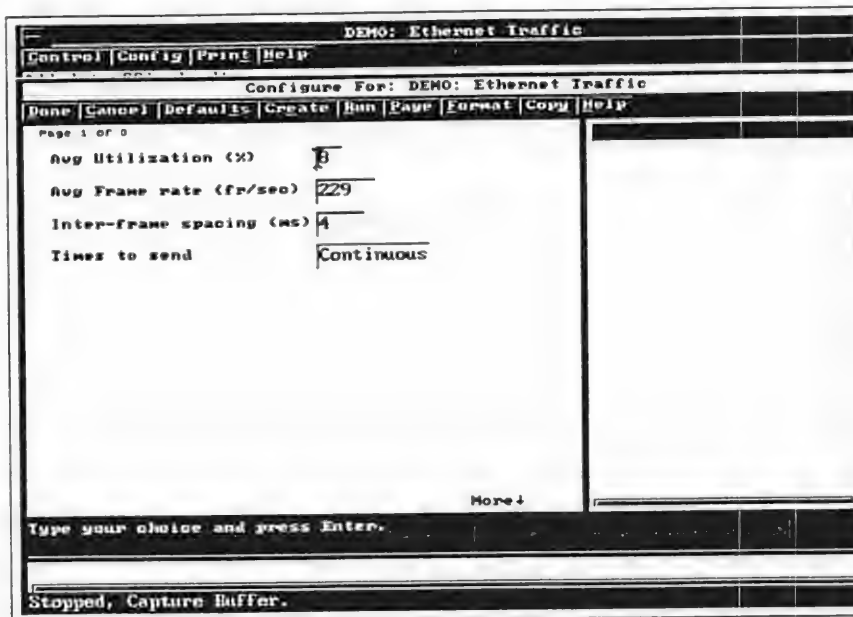 DEMO: Ethernet Traffic
Control Config Print Help
Configure For: DEMO: Ethernet Traffic
Done Cancel Defaults Create Run Page Format Copy Help
Page 1 of 8
Avg Utilization (%) 8
Avg Frame rate (fr/sec) 229
Inter-frame spacing (ms) 4
Times to send Continuous
More↓
Type your choice and press Enter.
Stopped, Capture Buffer.